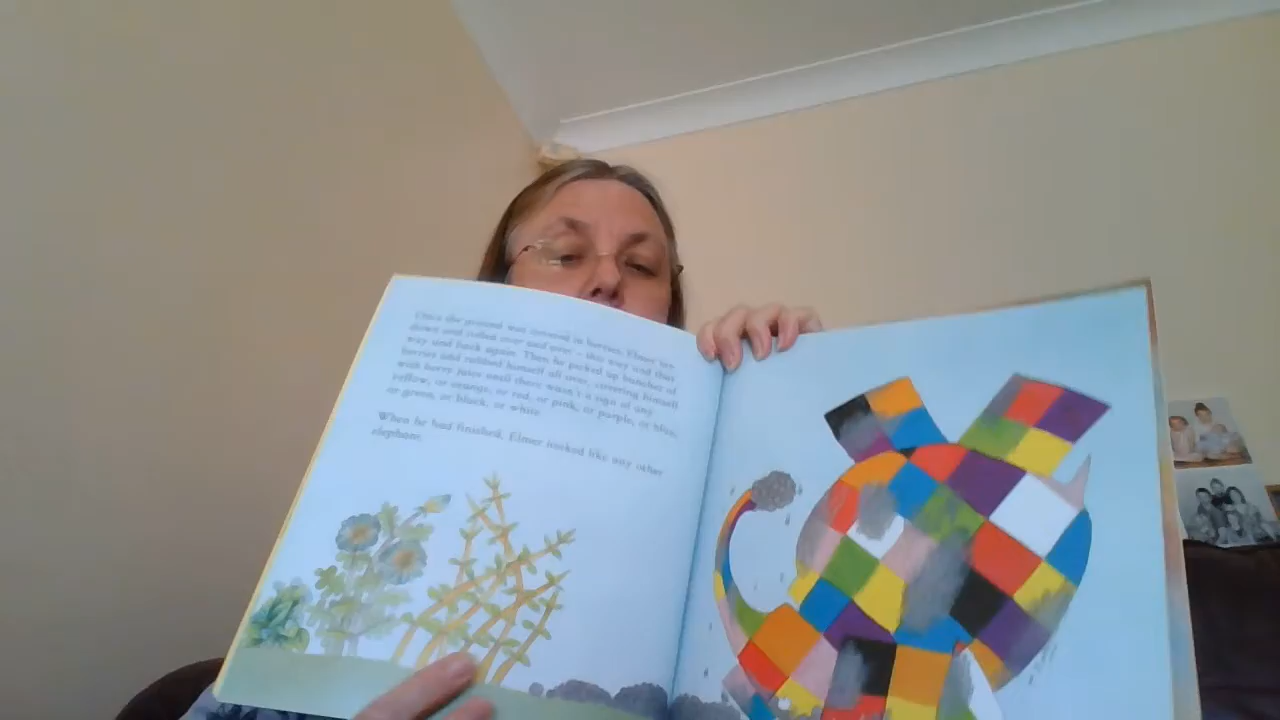 Once the ground was covered in berries, Elmer lay
down and rolled over and over – this way and that
way and back again. Then he picked up bunches of
berries and rubbed himself all over, covering himself
with berry juice until there wasn't a sign of any
yellow, or orange, or red, or pink, or purple, or blue,
or green, or black, or white.
When he had finished, Elmer looked like any other
elephant.